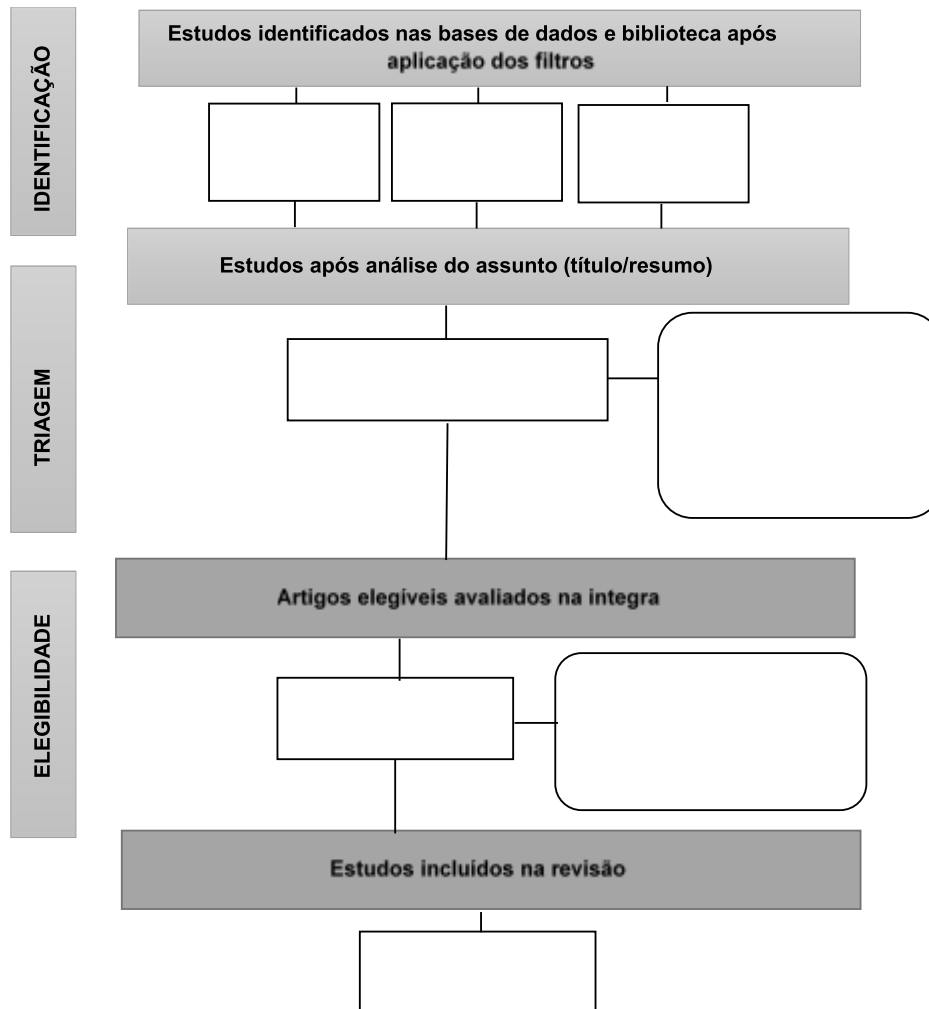 IDENTIFICAÇÃO
Estudos identificados nas bases de dados e biblioteca após
aplicação dos filtros
Estudos após análise do assunto (título/resumo)
TRIAGEM
Artigos elegíveis avaliados na integra
ELEGIBILIDADE
Estudos incluídos na revisão